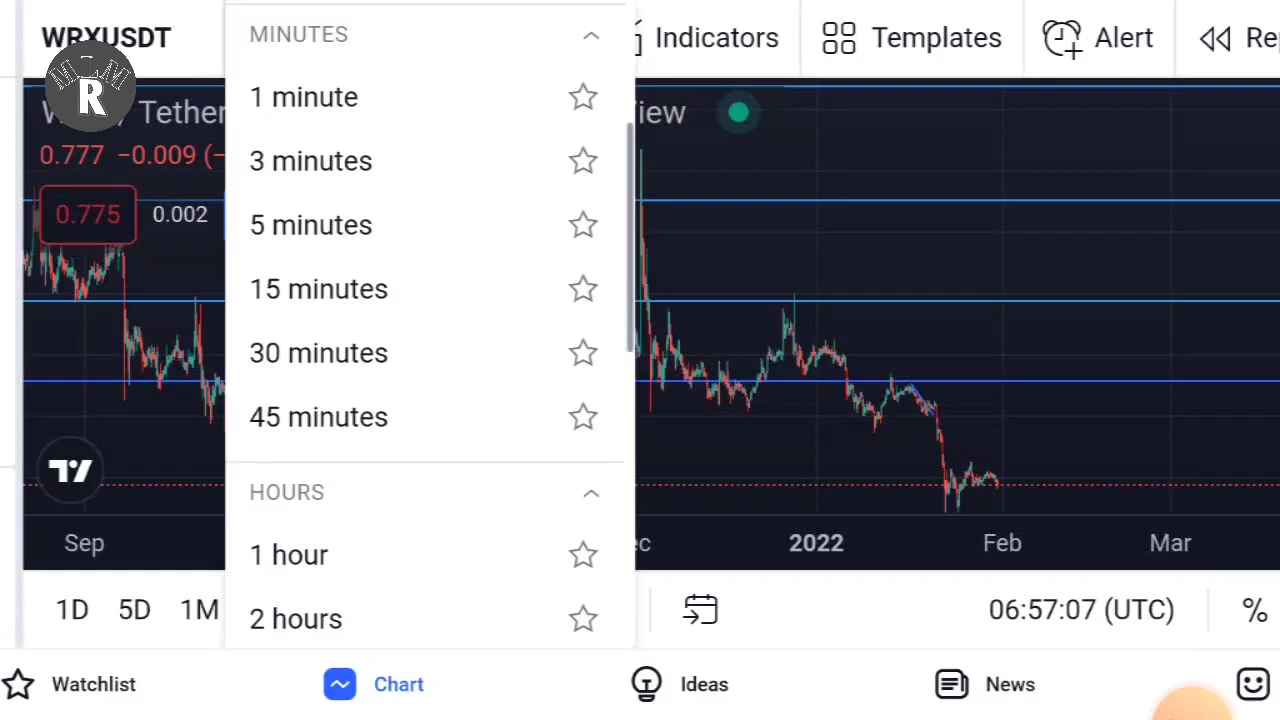 WRXUSDT
MINUTES
Indicators
Templates
Alert
Re
MCM
R
1 minute
Tether
iew
0.777 −0.009 (−
3 minutes
0.775
0.002
5 minutes
15 minutes
30 minutes
45 minutes
HOURS
1 hour
2 hours
Sep
ec
2022
Feb
Mar
1D 5D 1M
06:57:07 (UTC)
%
Watchlist
Chart
Ideas
News